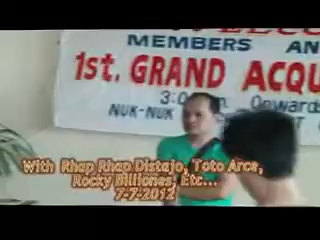 MEMBERS AN
1st. GRAND ACQU
3:0 m Onwards
NUK-NUK
With Rhap Rhap Distajo, Toto Arce,
Rocky Billiones, Etc...
7-7-2012